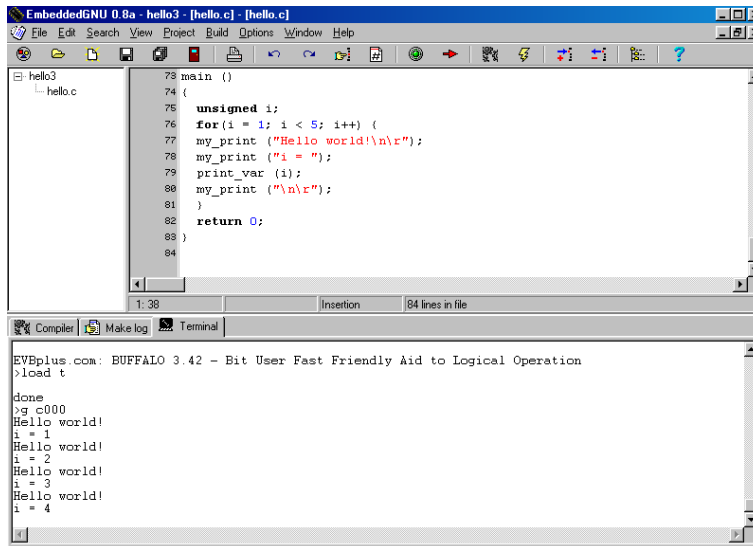 EmbeddedGNU 0.8a - hello3 - [hello.c] - [hello.c]
File Edit Search View Project Build Options Window Help
hello3
hello.c
73 main ()
74 {
75 unsigned i;
76 for(i = 1; i < 5; i++) {
77 my_print ("Hello world!\n\r");
78 my_print ("i = ");
79 print_var (i);
80 my_print ("\n\r");
81 }
82 return 0;
83 }
84
1: 38 Insertion 84 lines in file
Compiler Make log Terminal
EVBplus.com: BUFFALO 3.42 - Bit User Fast Friendly Aid to Logical Operation
>load t
done
>g c000
Hello world!
i = 1
Hello world!
i = 2
Hello world!
i = 3
Hello world!
i = 4